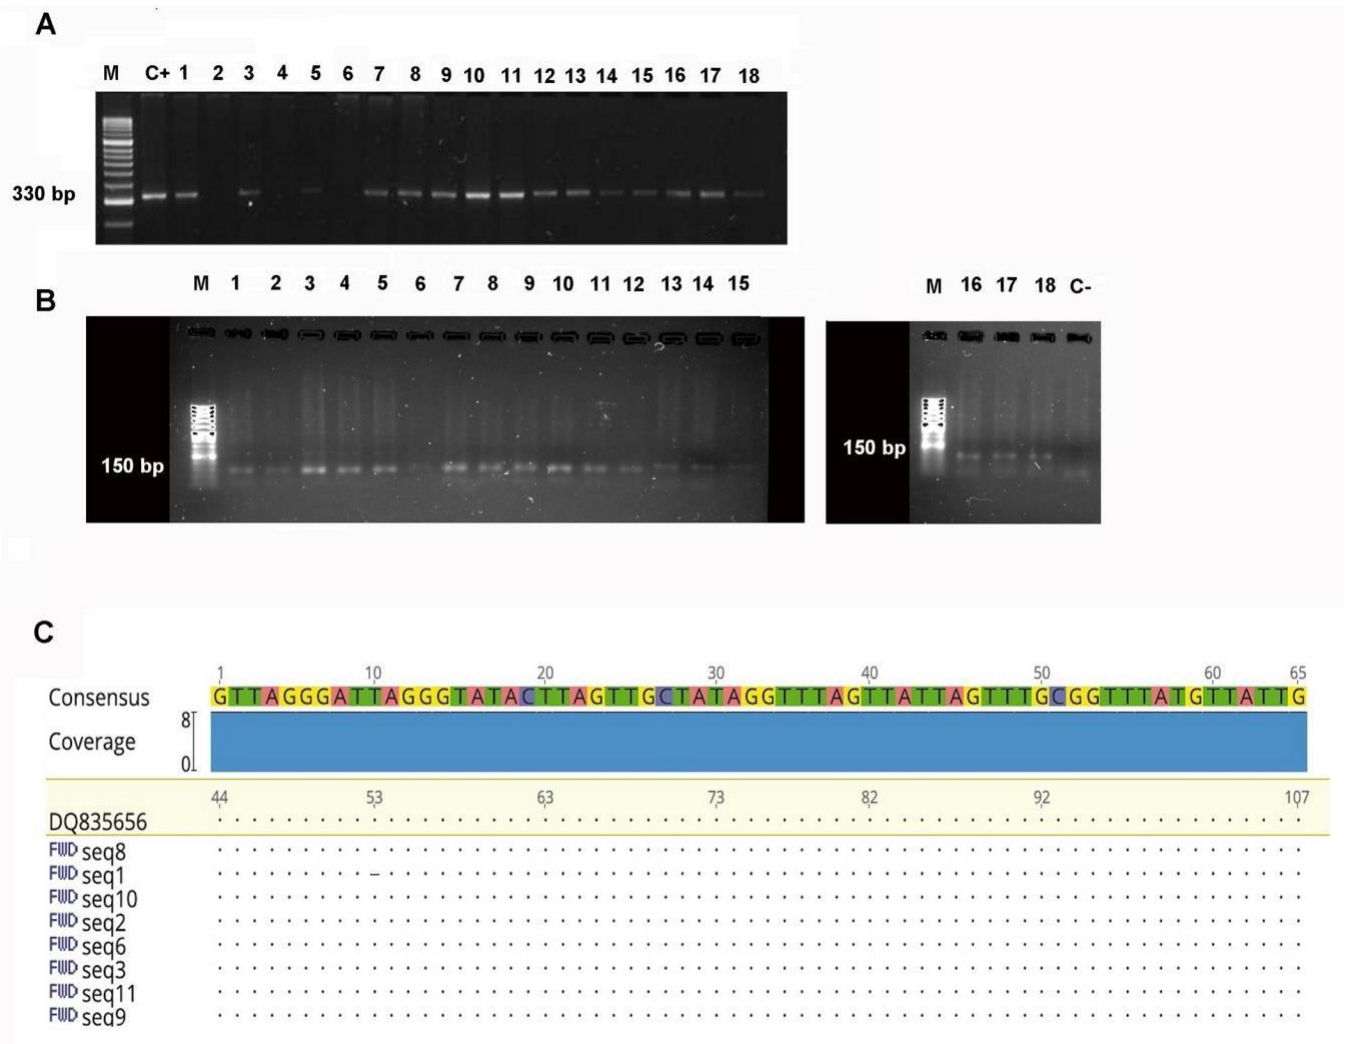 A
M C+ 1 2 3 4 5 6 7 8 9 10 11 12 13 14 15 16 17 18
330 bp
B
M 1 2 3 4 5 6 7 8 9 10 11 12 13 14 15
150 bp
M 16 17 18 C-
150 bp
C
1 10 20 30 40 50 60 65
Consensus GTTAGGGATTAGGGTATACTTAGTTGCTATAGGTTTAGTTATTAGTTTGCGGTTTATGTTATTG
8
Coverage
0
44 53 63 73 82 92 107
DQ835656
FWD seq8
FWD seq1 –
FWD seq10
FWD seq2
FWD seq6
FWD seq3
FWD seq11
FWD seq9